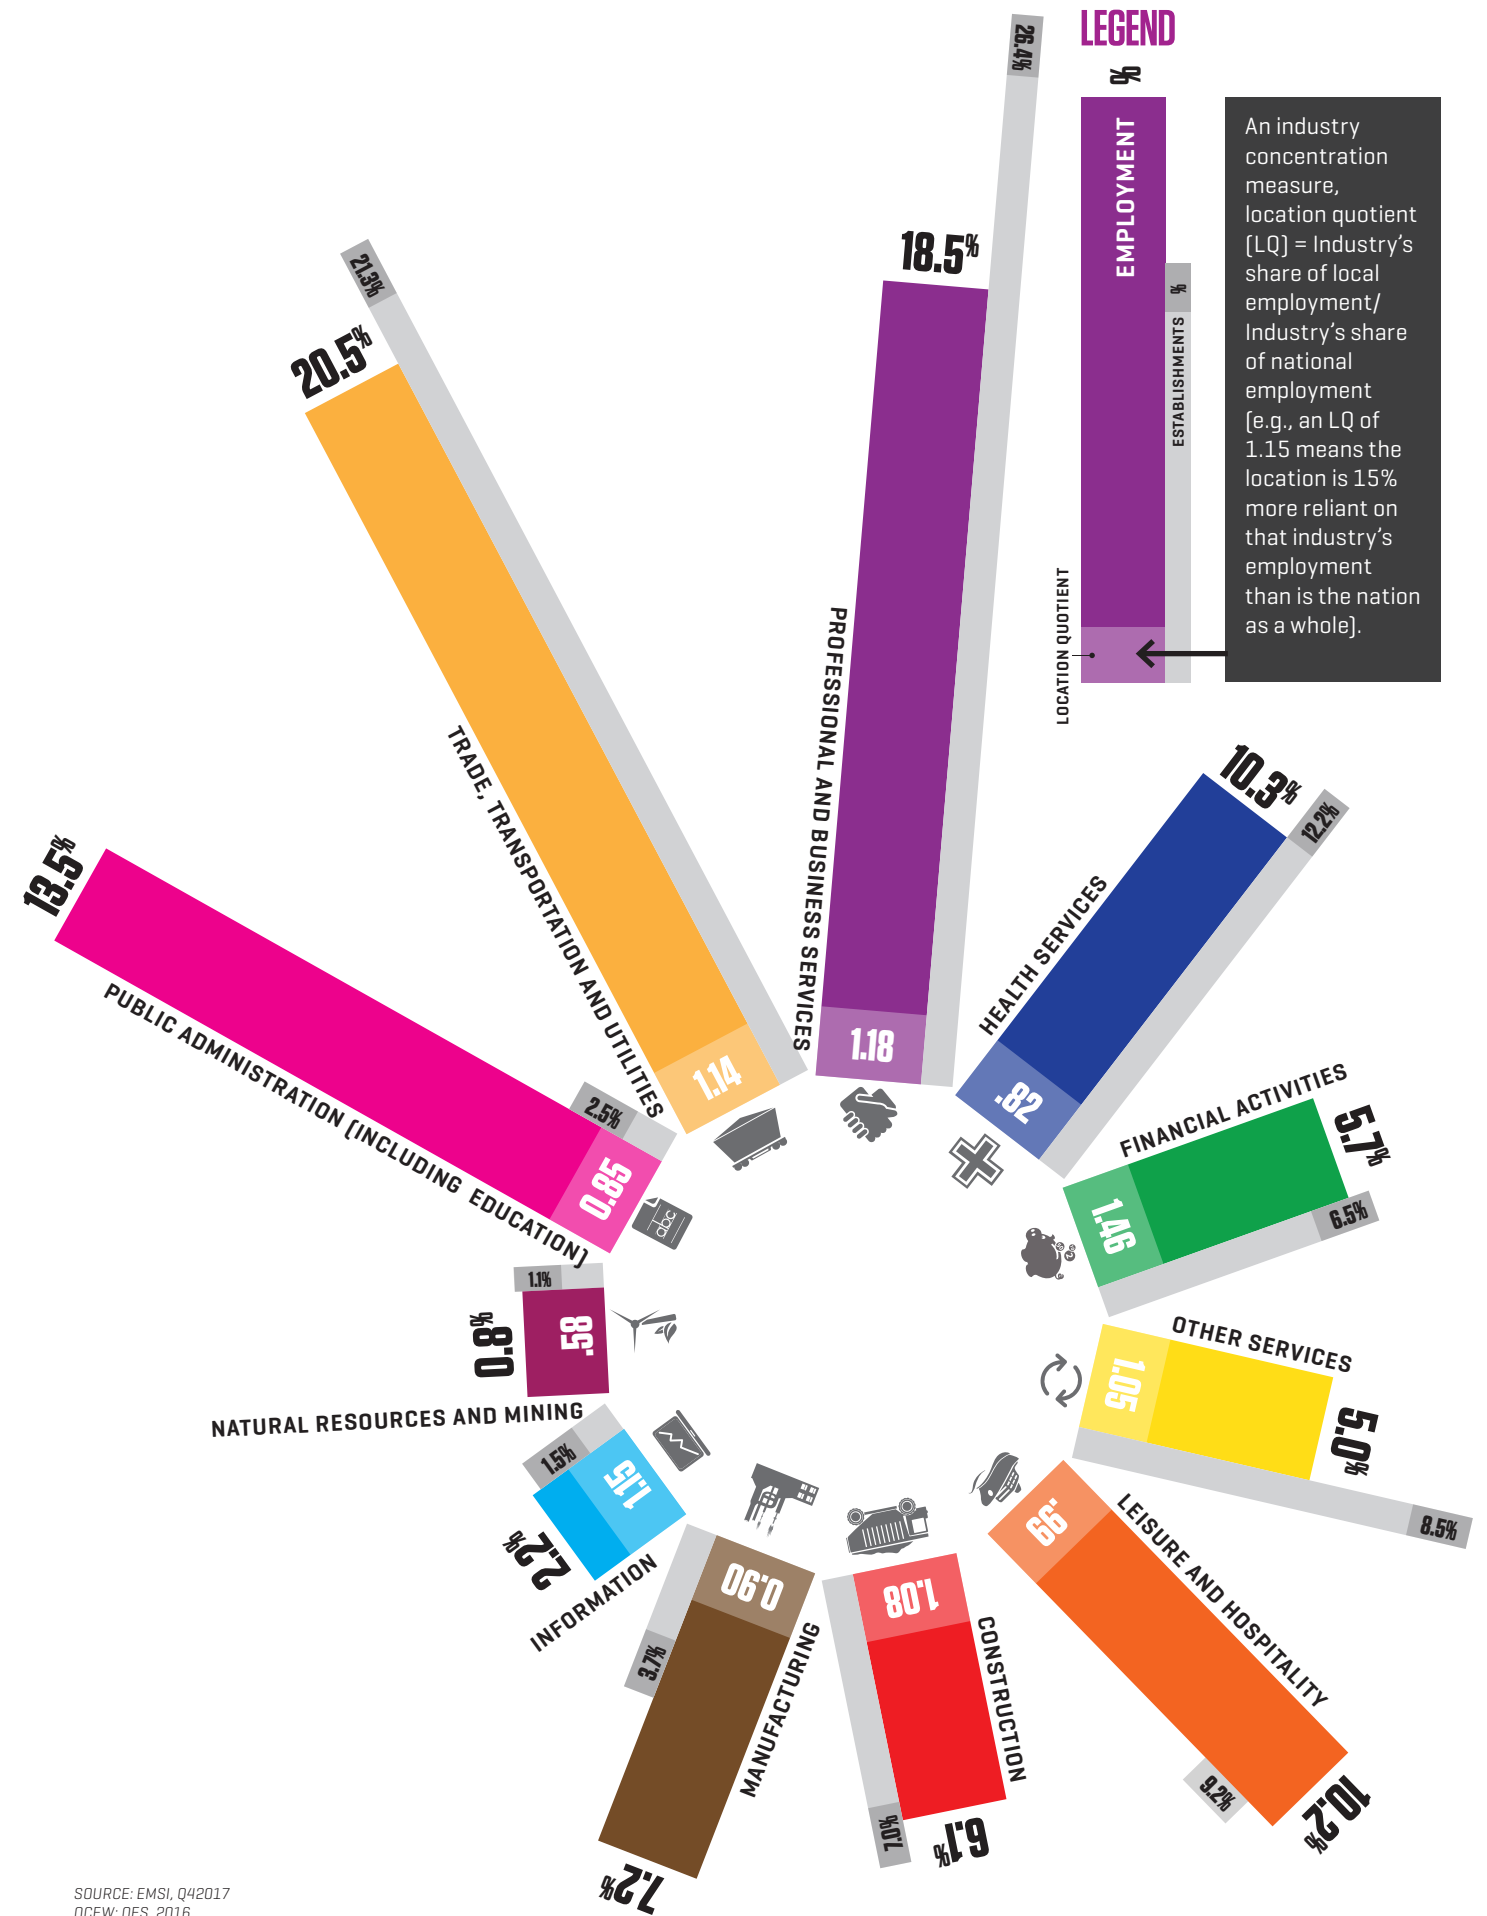 LEGEND
%
EMPLOYMENT
%
ESTABLISHMENTS
LOCATION QUOTIENT
An industry
concentration
measure,
location quotient
(LQ) = Industry's
share of local
employment/
Industry's share
of national
employment
(e.g., an LQ of
1.15 means the
location is 15%
more reliant on
that industry's
employment
than is the nation
as a whole).
26.4%
18.5%
PROFESSIONAL AND BUSINESS SERVICES
1.18
21.3%
20.5%
TRADE, TRANSPORTATION AND UTILITIES
1.14
10.3%
12.2%
HEALTH SERVICES
.82
13.5%
PUBLIC ADMINISTRATION (INCLUDING EDUCATION)
2.5%
0.85
abc
FINANCIAL ACTIVITIES
5.7%
6.5%
1.46
1.1%
0.8%
.58
NATURAL RESOURCES AND MINING
OTHER SERVICES
1.05
5.0%
8.5%
1.5%
1.15
2.2%
INFORMATION
.99
LEISURE AND HOSPITALITY
9.2%
10.2%
0.90
3.7%
MANUFACTURING
7.2%
1.08
CONSTRUCTION
7.0%
6.1%
SOURCE: EMSI, Q42017
QCEW; OES, 2016